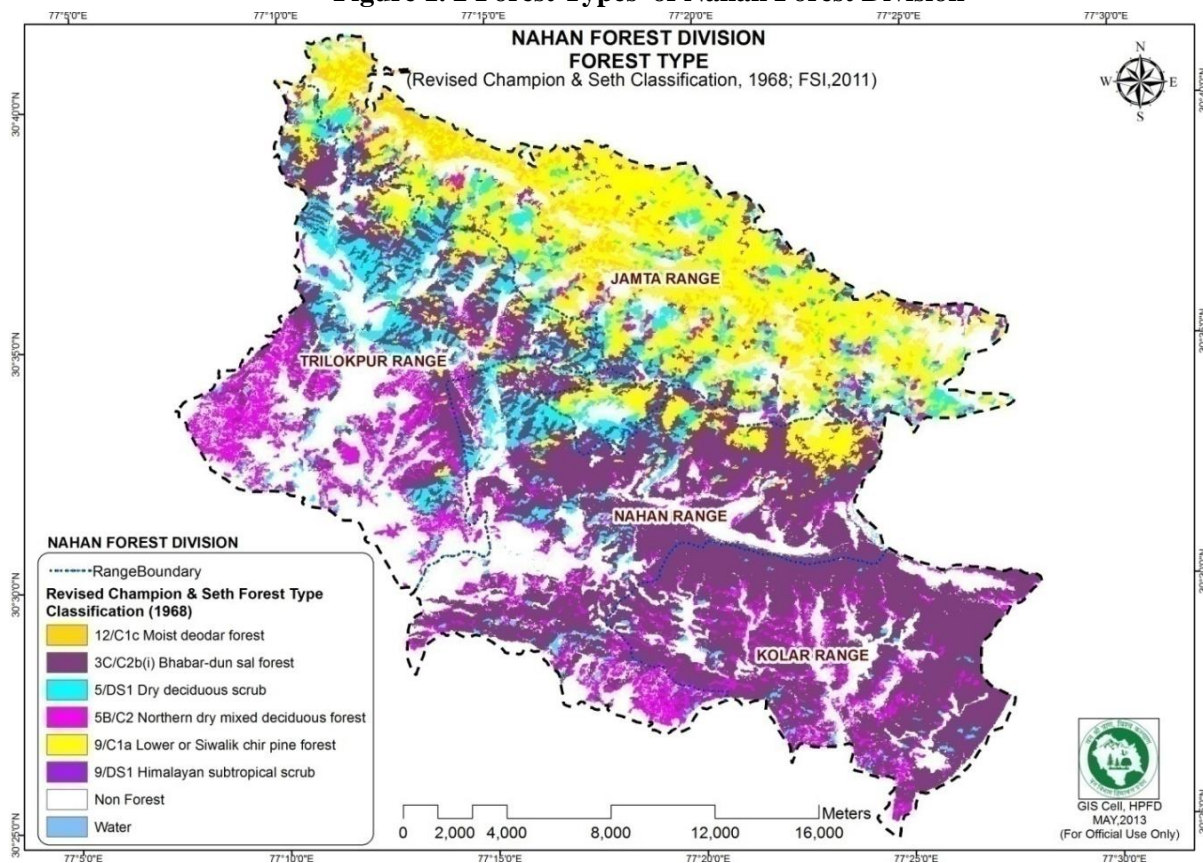 Figure 1. 2 Forest Types of Nahan Forest Division
77°5'0"E 77°10'0"E 77°15'0"E 77°20'0"E 77°25'0"E 77°30'0"E
NAHAN FOREST DIVISION
FOREST TYPE
(Revised Champion & Seth Classification, 1968; FSI,2011)
N
W E
S
30°40'0"N
JAMTA RANGE
30°35'0"N
TRILOKPUR RANGE
NAHAN RANGE
30°30'0"N
KOLAR RANGE
30°25'0"N
NAHAN FOREST DIVISION
RangeBoundary
Revised Champion & Seth Forest Type
Classification (1968)
12/C1c Moist deodar forest
3C/C2b(i) Bhabar-dun sal forest
5/DS1 Dry deciduous scrub
5B/C2 Northern dry mixed deciduous forest
9/C1a Lower or Siwalik chir pine forest
9/DS1 Himalayan subtropical scrub
Non Forest
Water
Meters
0 2,000 4,000 8,000 12,000 16,000
GIS Cell, HPFD
MAY,2013
(For Official Use Only)
77°5'0"E 77°10'0"E 77°15'0"E 77°20'0"E 77°25'0"E 77°30'0"E